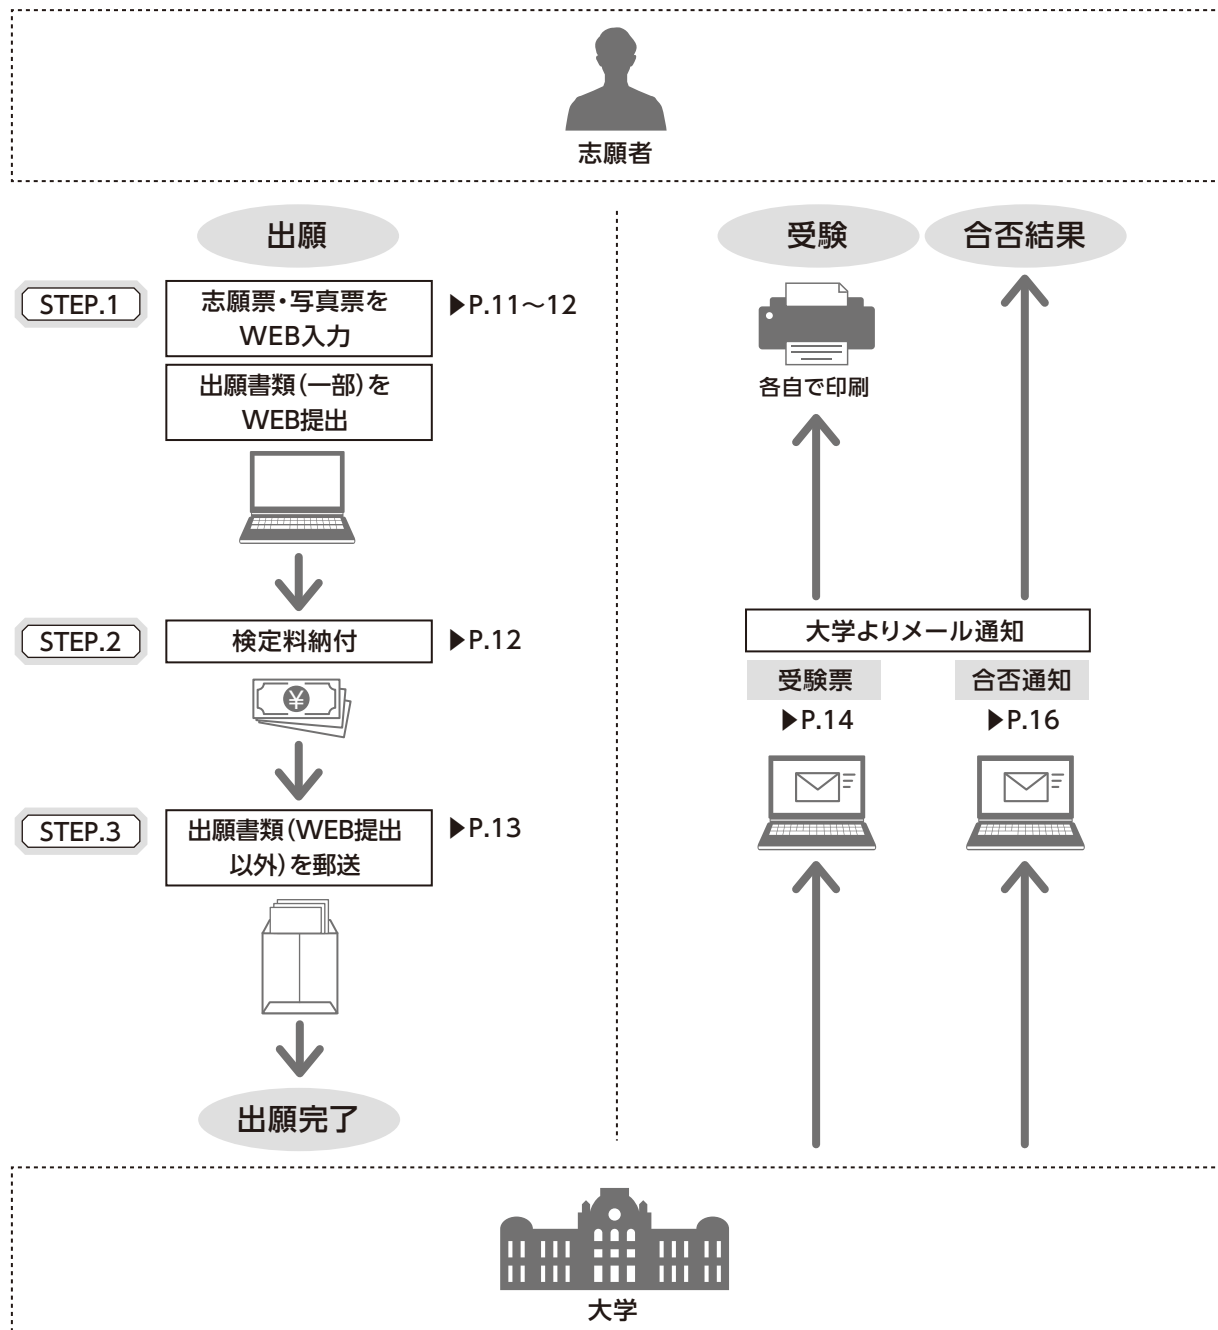 志願者
出願
STEP.1
志願票・写真票を
WEB入力
▶P.11～12
出願書類(一部)を
WEB提出
STEP.2
検定料納付
▶P.12
¥
STEP.3
出願書類(WEB提出
以外)を郵送
▶P.13
出願完了
受験
合否結果
各自で印刷
大学よりメール通知
受験票
合否通知
▶P.14
▶P.16
大学